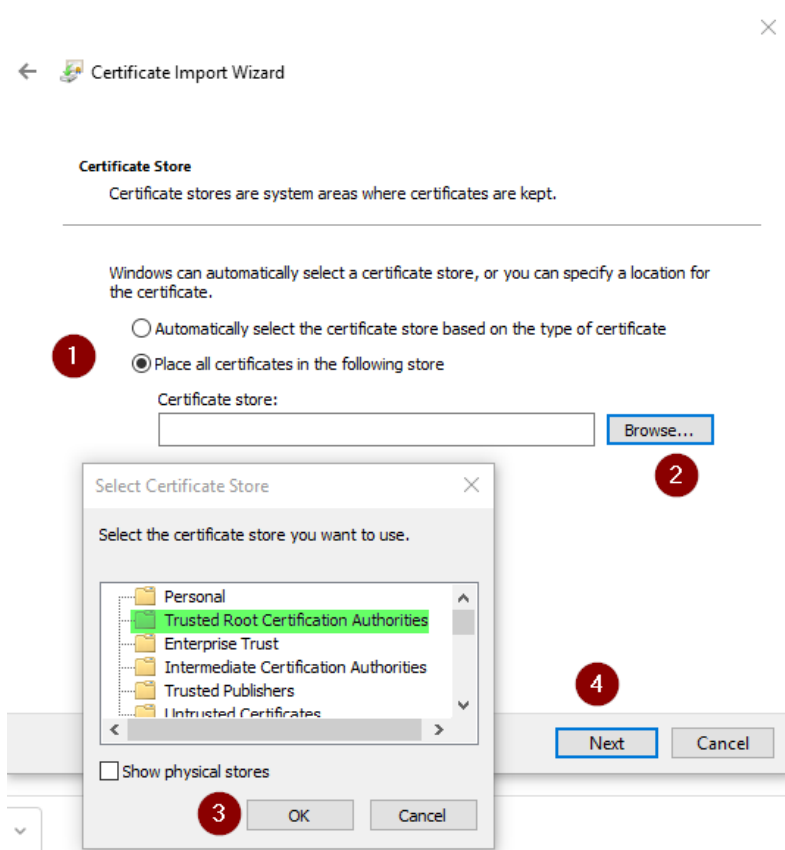 Certificate Import Wizard
Certificate Store
Certificate stores are system areas where certificates are kept.
Windows can automatically select a certificate store, or you can specify a location for
the certificate.
Automatically select the certificate store based on the type of certificate
1
Place all certificates in the following store
Certificate store:
Browse...
2
Select Certificate Store
Select the certificate store you want to use.
Personal
Trusted Root Certification Authorities
Enterprise Trust
Intermediate Certification Authorities
Trusted Publishers
Untrusted Certificates
4
Next Cancel
Show physical stores
3
OK Cancel